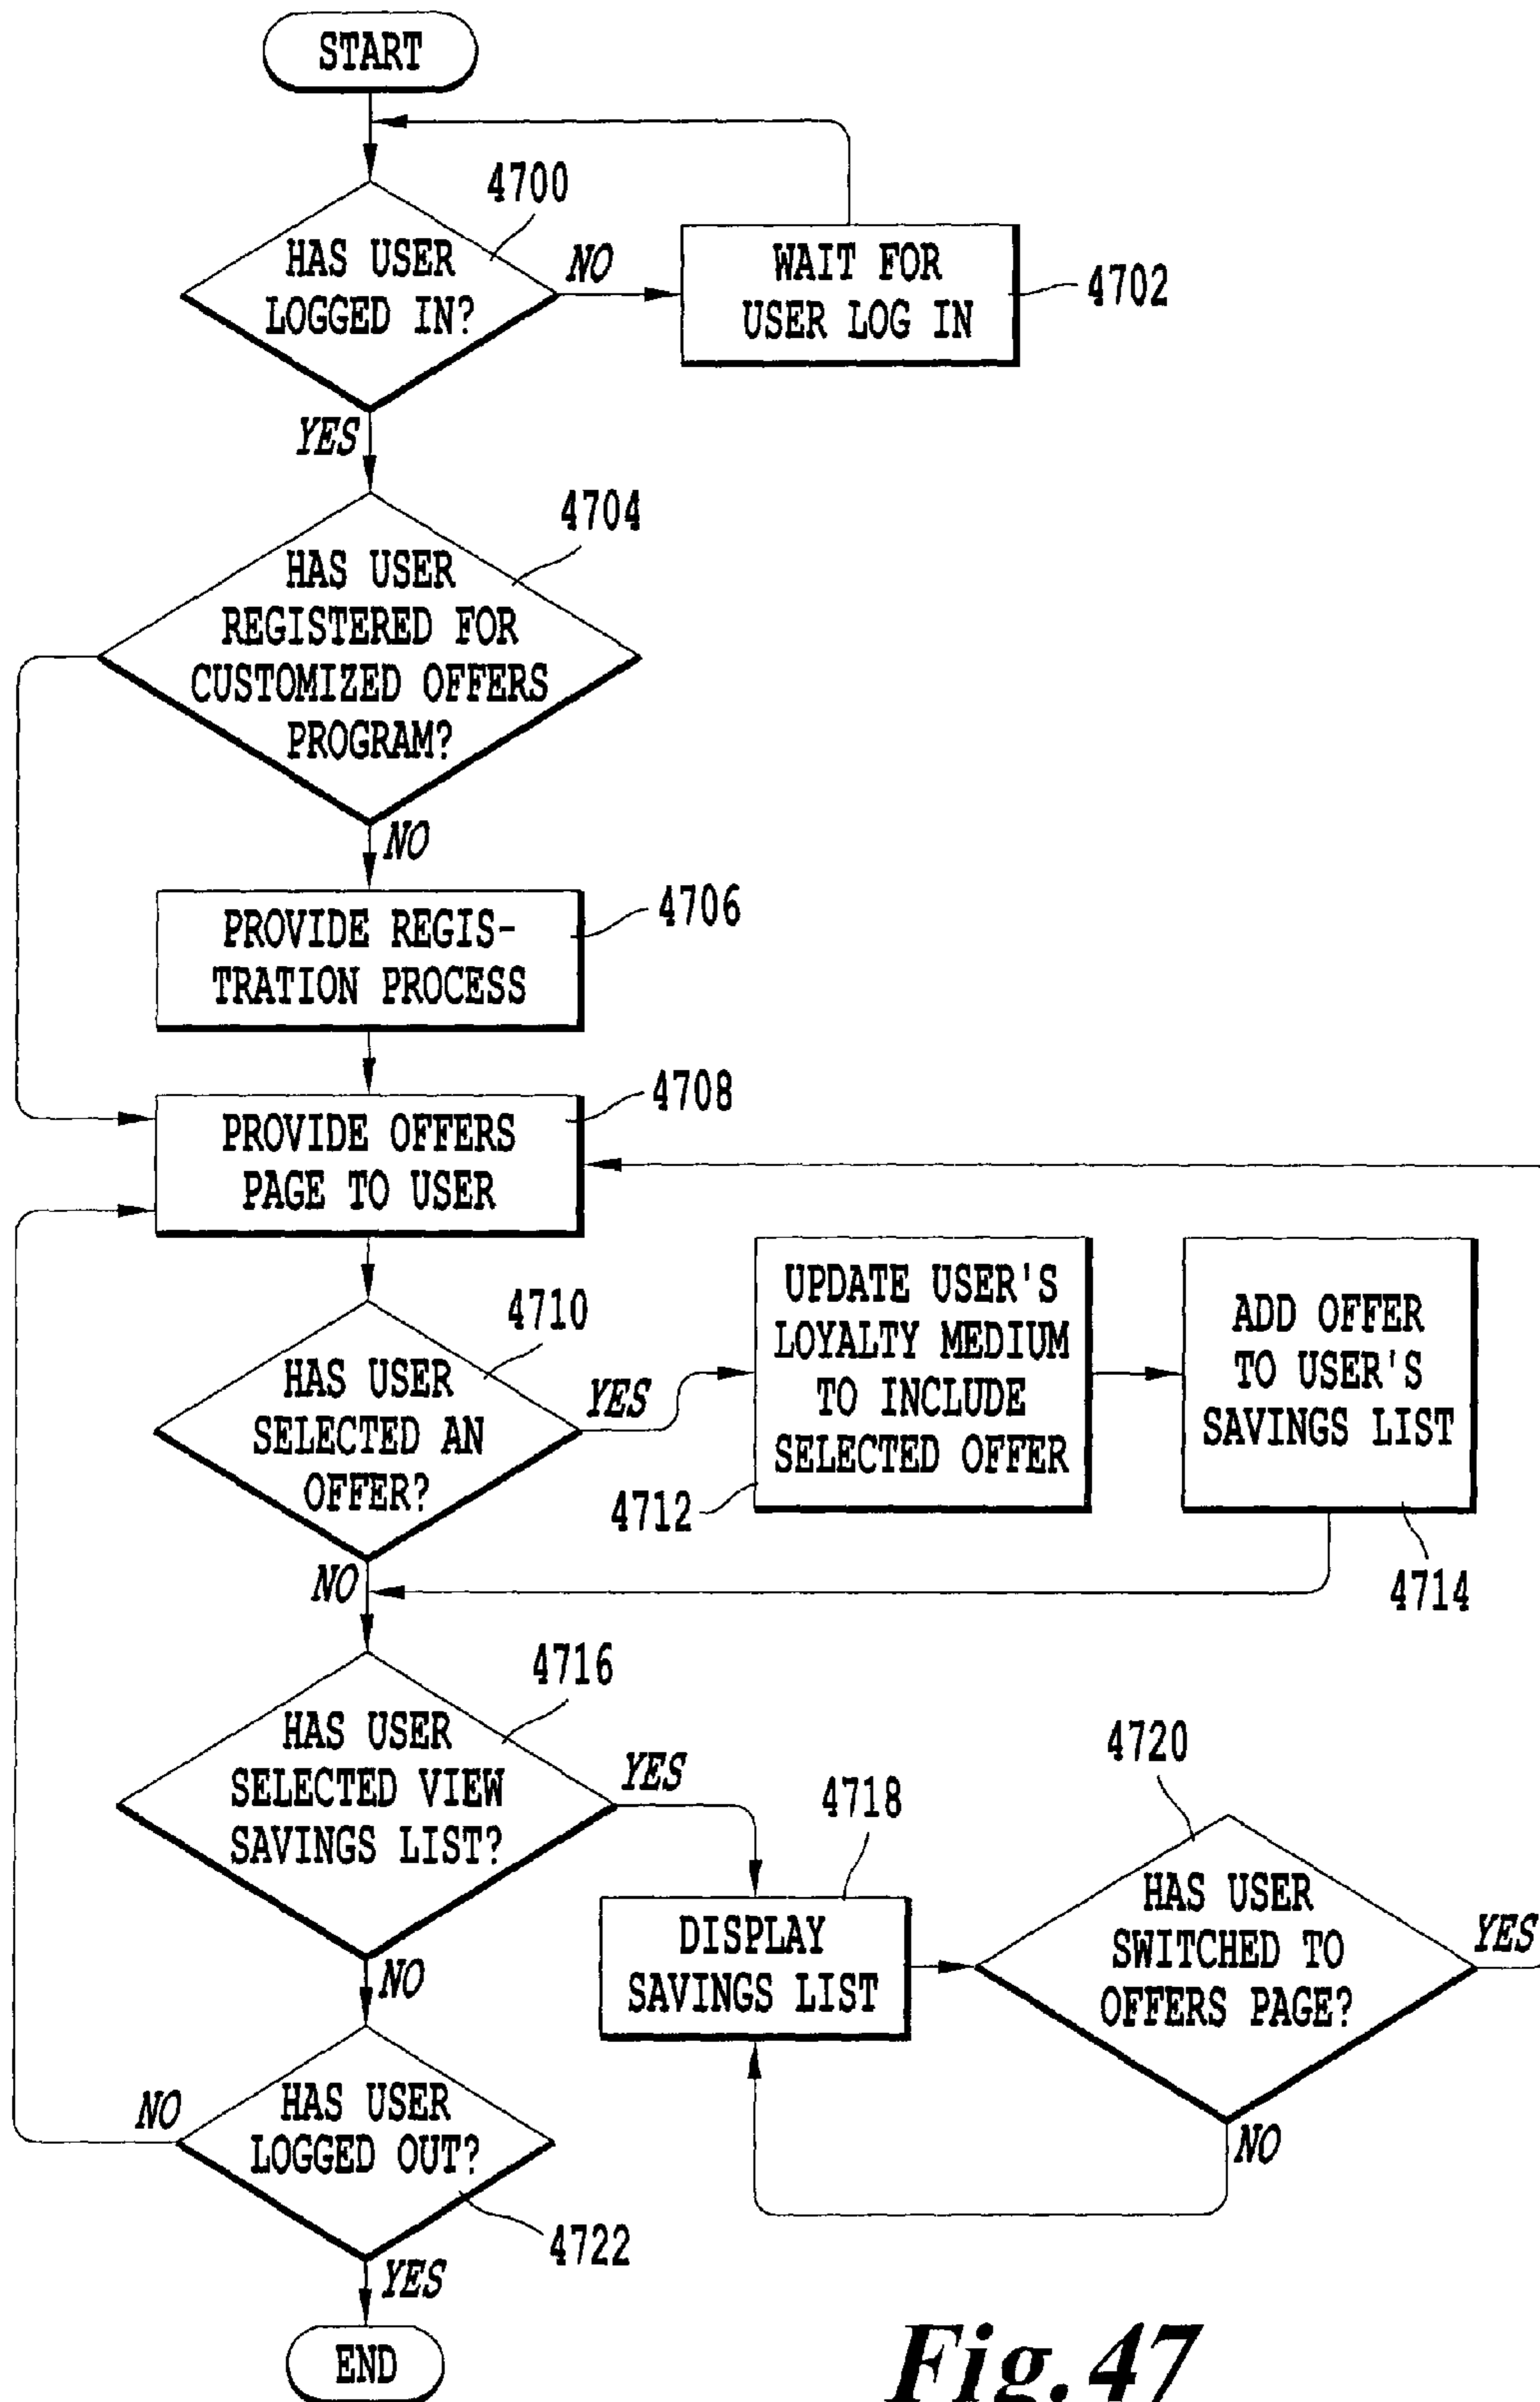 START
4700
HAS USER
LOGGED IN?
NO
WAIT FOR
USER LOG IN
4702
YES
4704
HAS USER
REGISTERED FOR
CUSTOMIZED OFFERS
PROGRAM?
NO
PROVIDE REGIS-
TRATION PROCESS
4706
PROVIDE OFFERS
PAGE TO USER
4708
4710
HAS USER
SELECTED AN
OFFER?
YES
UPDATE USER'S
LOYALTY MEDIUM
TO INCLUDE
SELECTED OFFER
4712
ADD OFFER
TO USER'S
SAVINGS LIST
4714
NO
4716
HAS USER
SELECTED VIEW
SAVINGS LIST?
YES
4718
DISPLAY
SAVINGS LIST
4720
HAS USER
SWITCHED TO
OFFERS PAGE?
YES
NO
NO
HAS USER
LOGGED OUT?
NO
4722
YES
END
Fig. 47